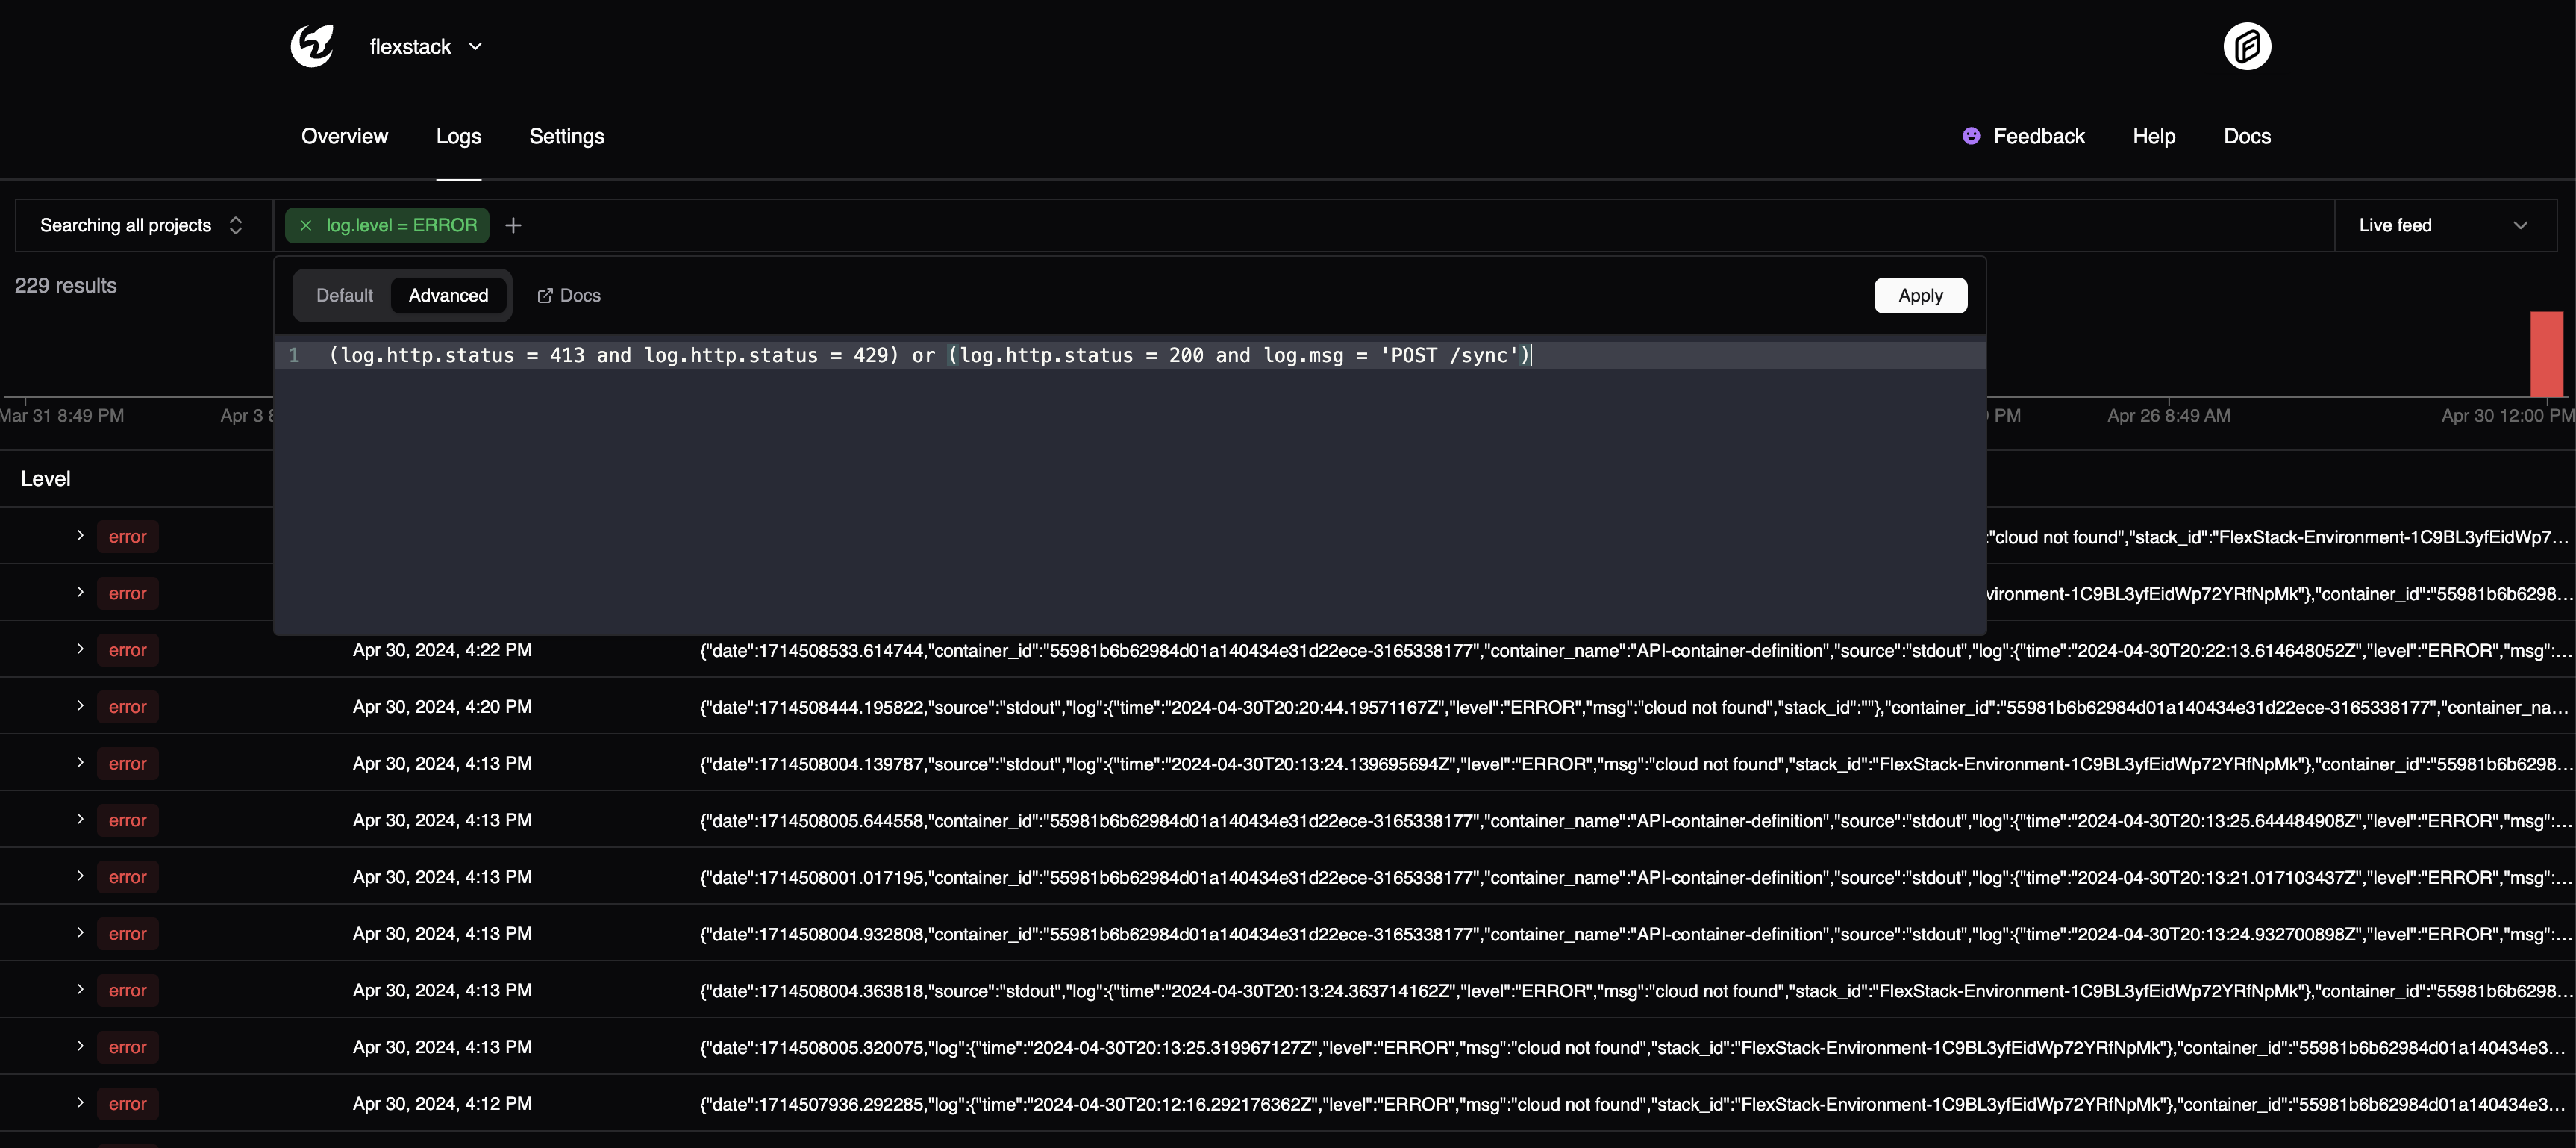 flexstack
Overview Logs Settings
Feedback Help Docs
Searching all projects
log.level = ERROR
Live feed
229 results
Default Advanced Docs
Apply
1 (log.http.status = 413 and log.http.status = 429) or (log.http.status = 200 and log.msg = 'POST /sync')
Mar 31 8:49 PM Apr 3 PM Apr 26 8:49 AM Apr 30 12:00 PM
Level
error :"cloud not found","stack_id":"FlexStack-Environment-1C9BL3yfEidWp7...
error vironment-1C9BL3yfEidWp72YRfNpMk"},"container_id":"55981b6b6298...
error Apr 30, 2024, 4:22 PM {"date":1714508533.614744,"container_id":"55981b6b62984d01a140434e31d22ece-3165338177","container_name":"API-container-definition","source":"stdout","log":{"time":"2024-04-30T20:22:13.614648052Z","level":"ERROR","msg":...
error Apr 30, 2024, 4:20 PM {"date":1714508444.195822,"source":"stdout","log":{"time":"2024-04-30T20:20:44.19571167Z","level":"ERROR","msg":"cloud not found","stack_id":""},"container_id":"55981b6b62984d01a140434e31d22ece-3165338177","container_na...
error Apr 30, 2024, 4:13 PM {"date":1714508004.139787,"source":"stdout","log":{"time":"2024-04-30T20:13:24.139695694Z","level":"ERROR","msg":"cloud not found","stack_id":"FlexStack-Environment-1C9BL3yfEidWp72YRfNpMk"},"container_id":"55981b6b6298...
error Apr 30, 2024, 4:13 PM {"date":1714508005.644558,"container_id":"55981b6b62984d01a140434e31d22ece-3165338177","container_name":"API-container-definition","source":"stdout","log":{"time":"2024-04-30T20:13:25.644484908Z","level":"ERROR","msg":...
error Apr 30, 2024, 4:13 PM {"date":1714508001.017195,"container_id":"55981b6b62984d01a140434e31d22ece-3165338177","container_name":"API-container-definition","source":"stdout","log":{"time":"2024-04-30T20:13:21.017103437Z","level":"ERROR","msg":...
error Apr 30, 2024, 4:13 PM {"date":1714508004.932808,"container_id":"55981b6b62984d01a140434e31d22ece-3165338177","container_name":"API-container-definition","source":"stdout","log":{"time":"2024-04-30T20:13:24.932700898Z","level":"ERROR","msg":...
error Apr 30, 2024, 4:13 PM {"date":1714508004.363818,"source":"stdout","log":{"time":"2024-04-30T20:13:24.363714162Z","level":"ERROR","msg":"cloud not found","stack_id":"FlexStack-Environment-1C9BL3yfEidWp72YRfNpMk"},"container_id":"55981b6b6298...
error Apr 30, 2024, 4:13 PM {"date":1714508005.320075,"log":{"time":"2024-04-30T20:13:25.319967127Z","level":"ERROR","msg":"cloud not found","stack_id":"FlexStack-Environment-1C9BL3yfEidWp72YRfNpMk"},"container_id":"55981b6b62984d01a140434e3...
error Apr 30, 2024, 4:12 PM {"date":1714507936.292285,"log":{"time":"2024-04-30T20:12:16.292176362Z","level":"ERROR","msg":"cloud not found","stack_id":"FlexStack-Environment-1C9BL3yfEidWp72YRfNpMk"},"container_id":"55981b6b62984d01a140434e3...